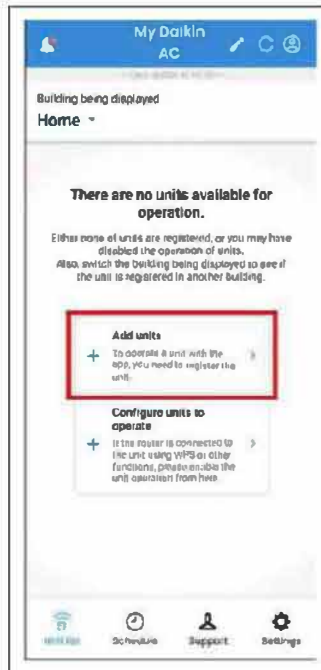 My Daikin
AC
Building being displayed
Home
There are no units available for
operation.
Either none of units are registered, or you may have
disabled the operation of units.
Also, switch the building being displayed to see if
the unit is registered in another building.
Add units
To operate a unit with the
app, you need to register the
unit.
Configure units to
operate
If the router is connected to
the unit using WPS or other
functions, please enable the
unit operation from here.
Schedule
Support
Settings